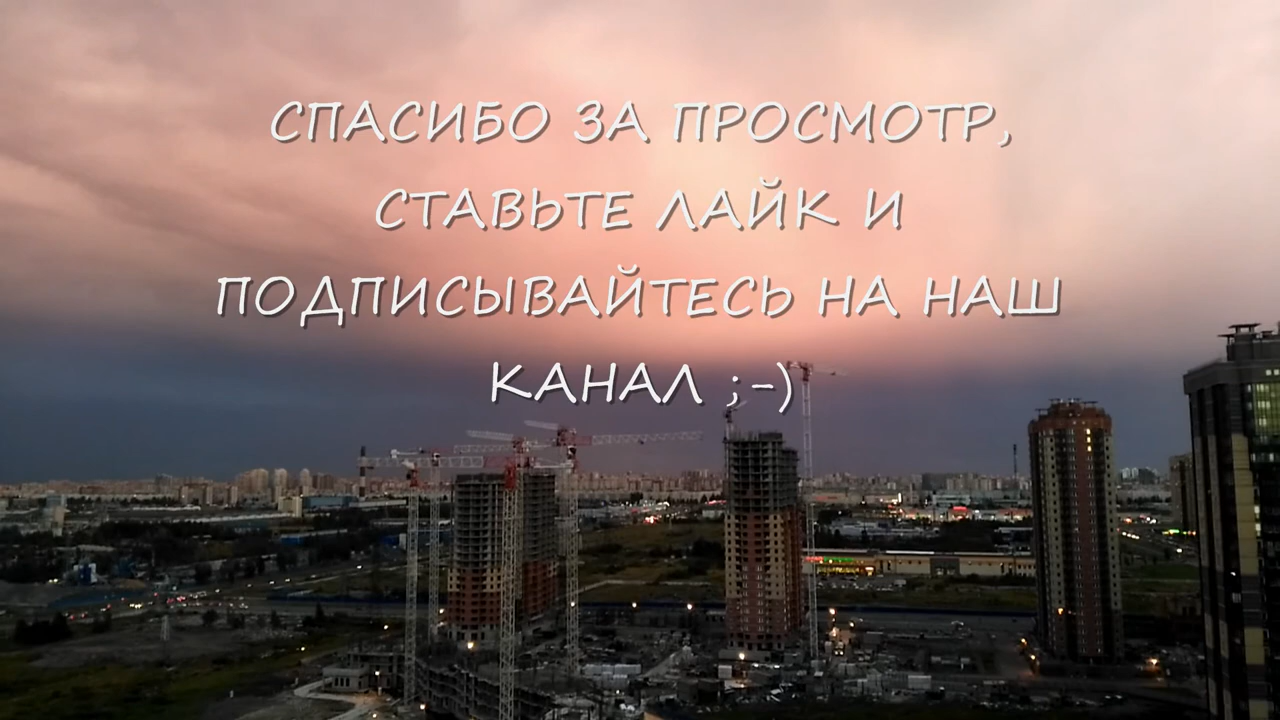 СПАСИБО ЗА ПРОСМОТР,
СТАВЬТЕ ЛАЙК И
ПОДПИСЫВАЙТЕСЬ НА НАШ
КАНАЛ ;-)